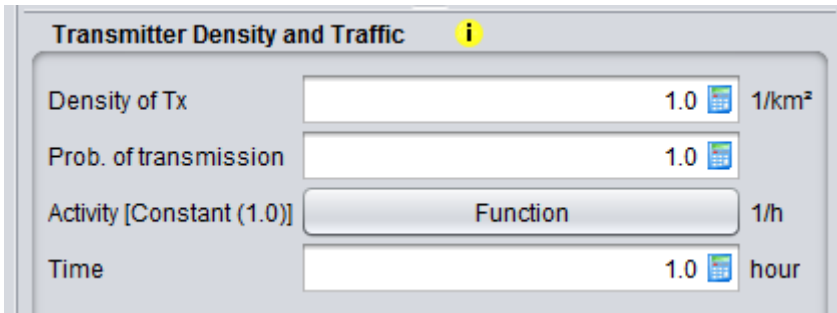 Transmitter Density and Traffic i
Density of Tx 1.0 1/km²
Prob. of transmission 1.0
Activity [Constant (1.0)] Function 1/h
Time 1.0 hour